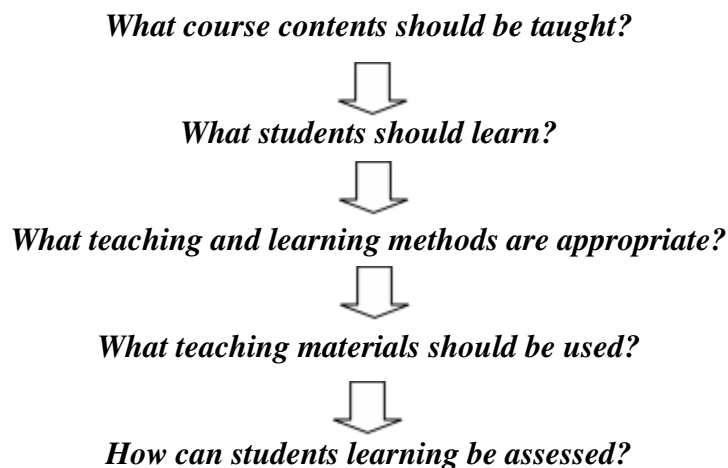 What course contents should be taught?
What students should learn?
What teaching and learning methods are appropriate?
What teaching materials should be used?
How can students learning be assessed?